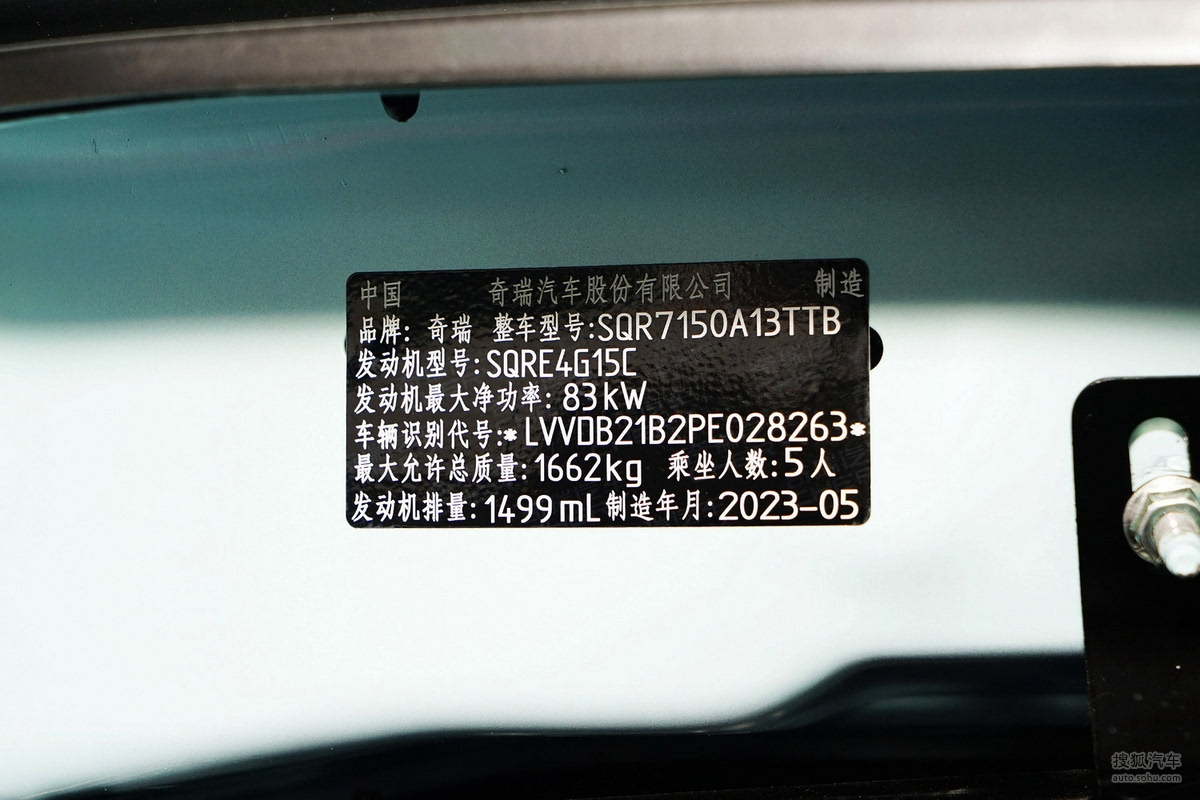 中国 奇瑞汽车股份有限公司 制造
品牌: 奇瑞 整车型号:SQR7150A13TTB
发动机型号:SQRE4G15C
发动机最大净功率: 83kW
车辆识别代号:*LVVDB21B2PE028263*
最大允许总质量:1662kg 乘坐人数:5人
发动机排量:1499mL 制造年月:2023-05
搜狐汽车
auto.sohu.com